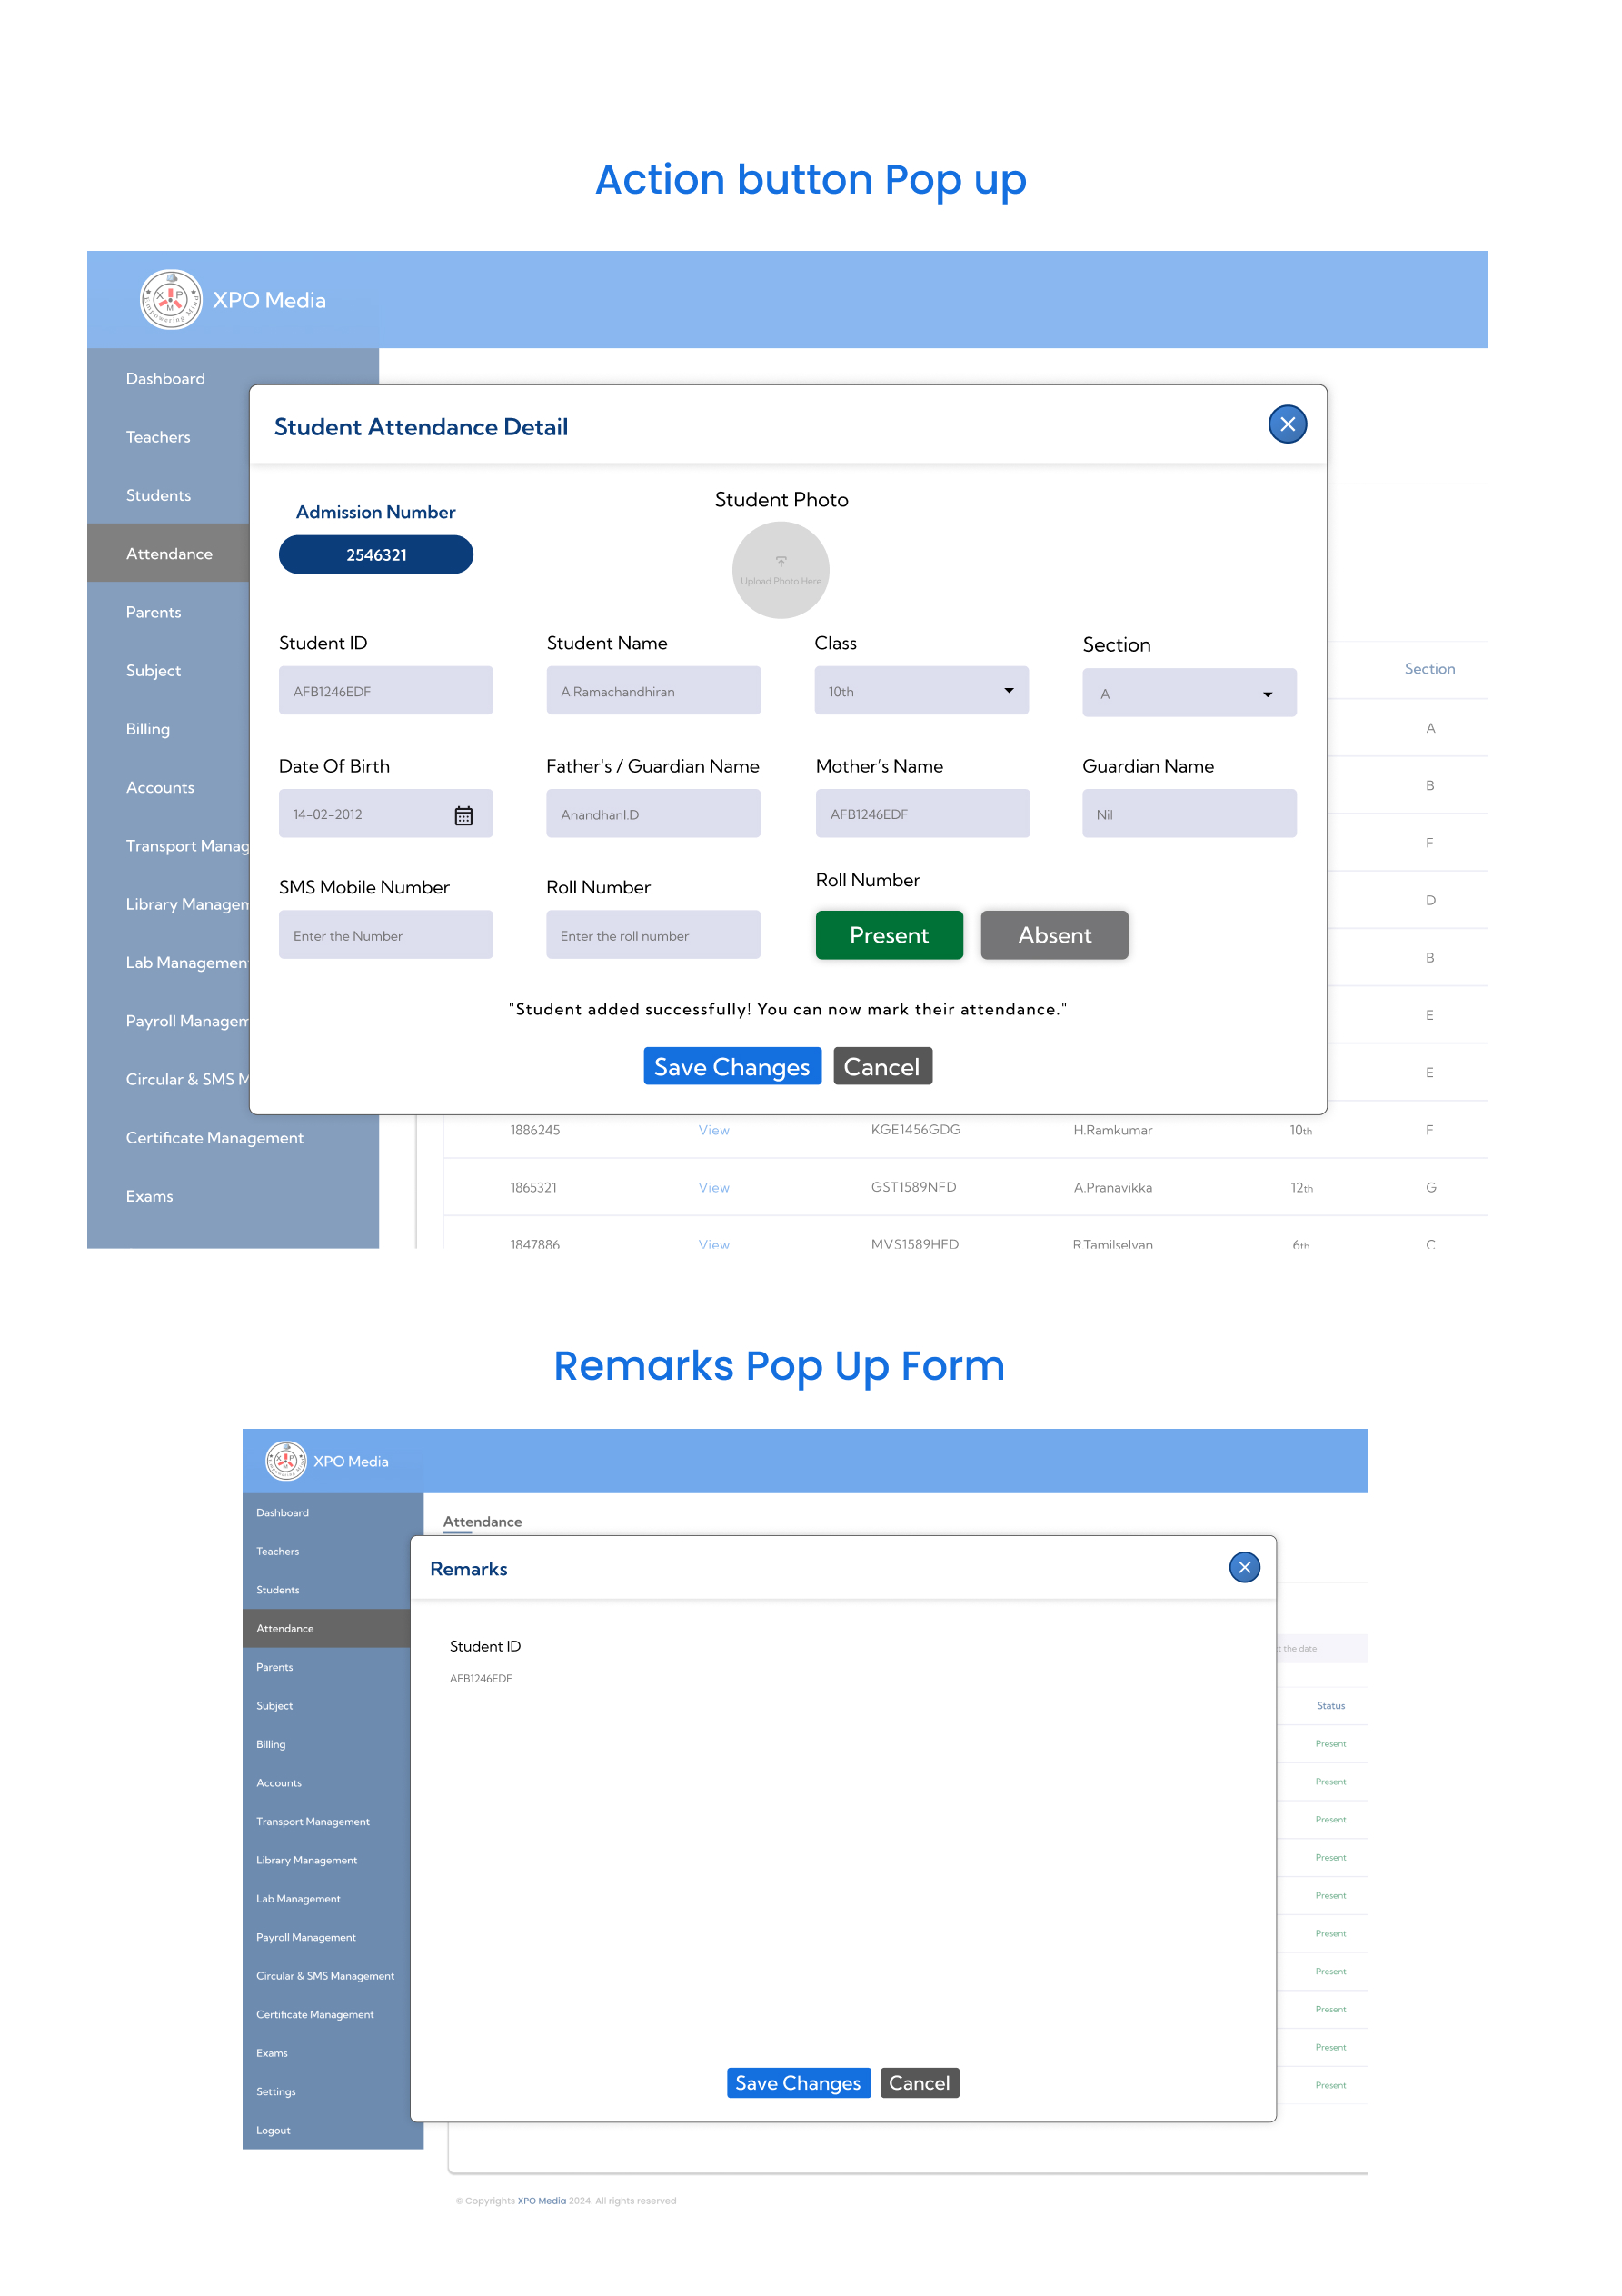 Action button Pop up
XPO Media
Dashboard
Teachers
Students
Attendance
Parents
Subject
Billing
Accounts
Transport Manag
Library Managem
Lab Management
Payroll Managem
Circular & SMS M
Certificate Management
Exams
Student Attendance Detail
Admission Number
2546321
Student Photo
Upload Photo Here
Student ID
Student Name
Class
Section
AFB1246EDF
A.Ramachandhiran
10th
A
Date Of Birth
Father's / Guardian Name
Mother's Name
Guardian Name
14-02-2012
Anandhanl.D
AFB1246EDF
Nil
SMS Mobile Number
Roll Number
Roll Number
Enter the Number
Enter the roll number
Present
Absent
"Student added successfully! You can now mark their attendance."
Save Changes
Cancel
Section
A
B
F
D
B
E
E
1886245 View KGE1456GDG H.Ramkumar 10th F
1865321 View GST1589NFD A.Pranavikka 12th G
1847886 View MVS1589HFD R.Tamilselvan 6th C
Remarks Pop Up Form
XPO Media
Dashboard
Teachers
Students
Attendance
Parents
Subject
Billing
Accounts
Transport Management
Library Management
Lab Management
Payroll Management
Circular & SMS Management
Certificate Management
Exams
Settings
Logout
Attendance
Remarks
Student ID
AFB1246EDF
Save Changes
Cancel
t the date
Status
Present
Present
Present
Present
Present
Present
Present
Present
Present
Present
© Copyrights XPO Media 2024. All rights reserved